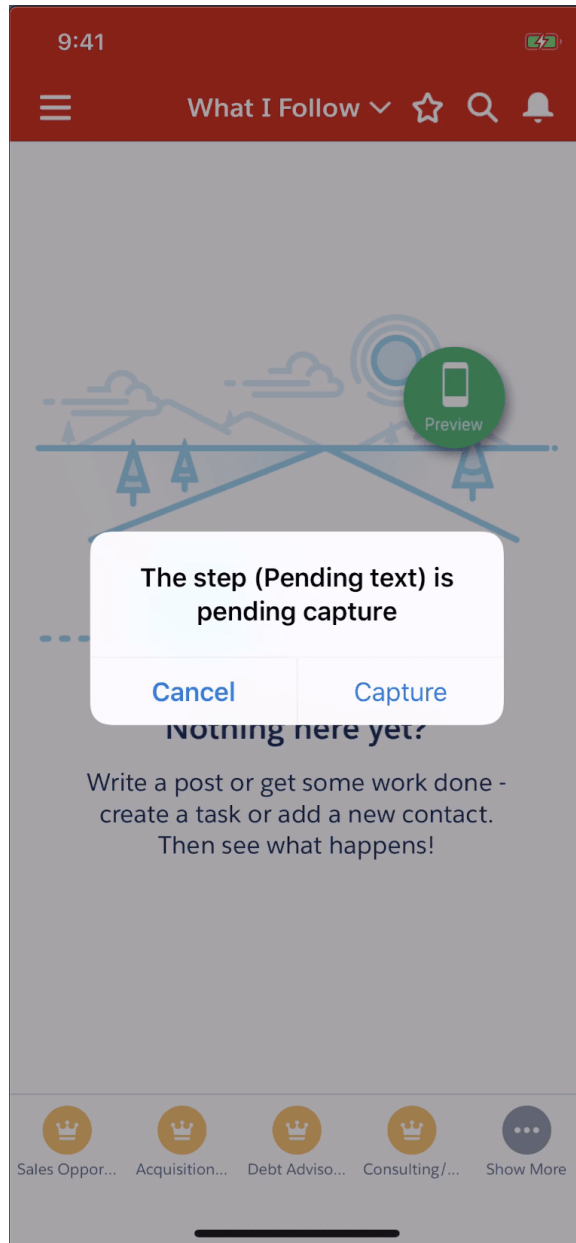 9:41
What I Follow
Preview
The step (Pending text) is
pending capture
Cancel Capture
Nothing here yet?
Write a post or get some work done -
create a task or add a new contact.
Then see what happens!
Sales Oppor... Acquisition... Debt Adviso... Consulting/... Show More